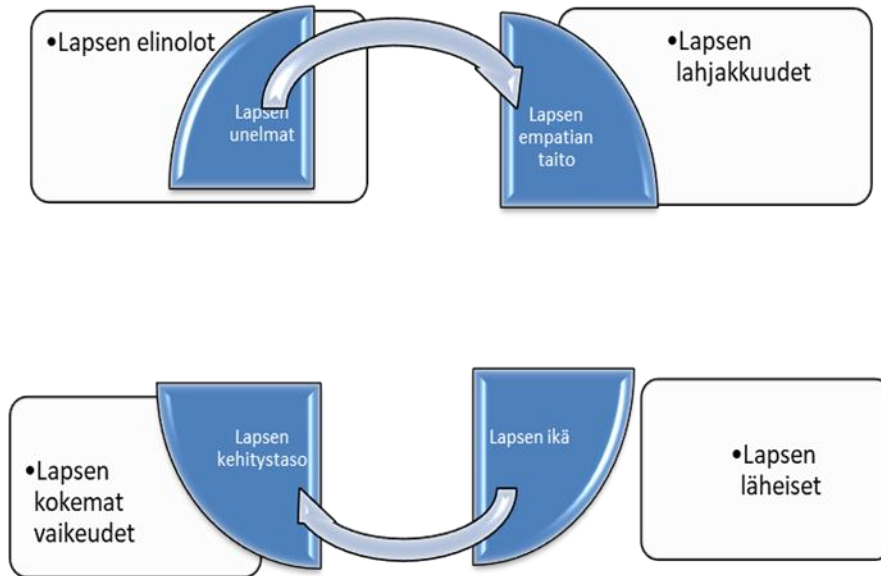 •Lapsen elinolot
Lapsen
unelmat
Lapsen
empatian
taito
•Lapsen
lahjakkuudet
Lapsen
kehitystaso
•Lapsen
kokemat
vaikeudet
Lapsen ikä
•Lapsen
läheiset